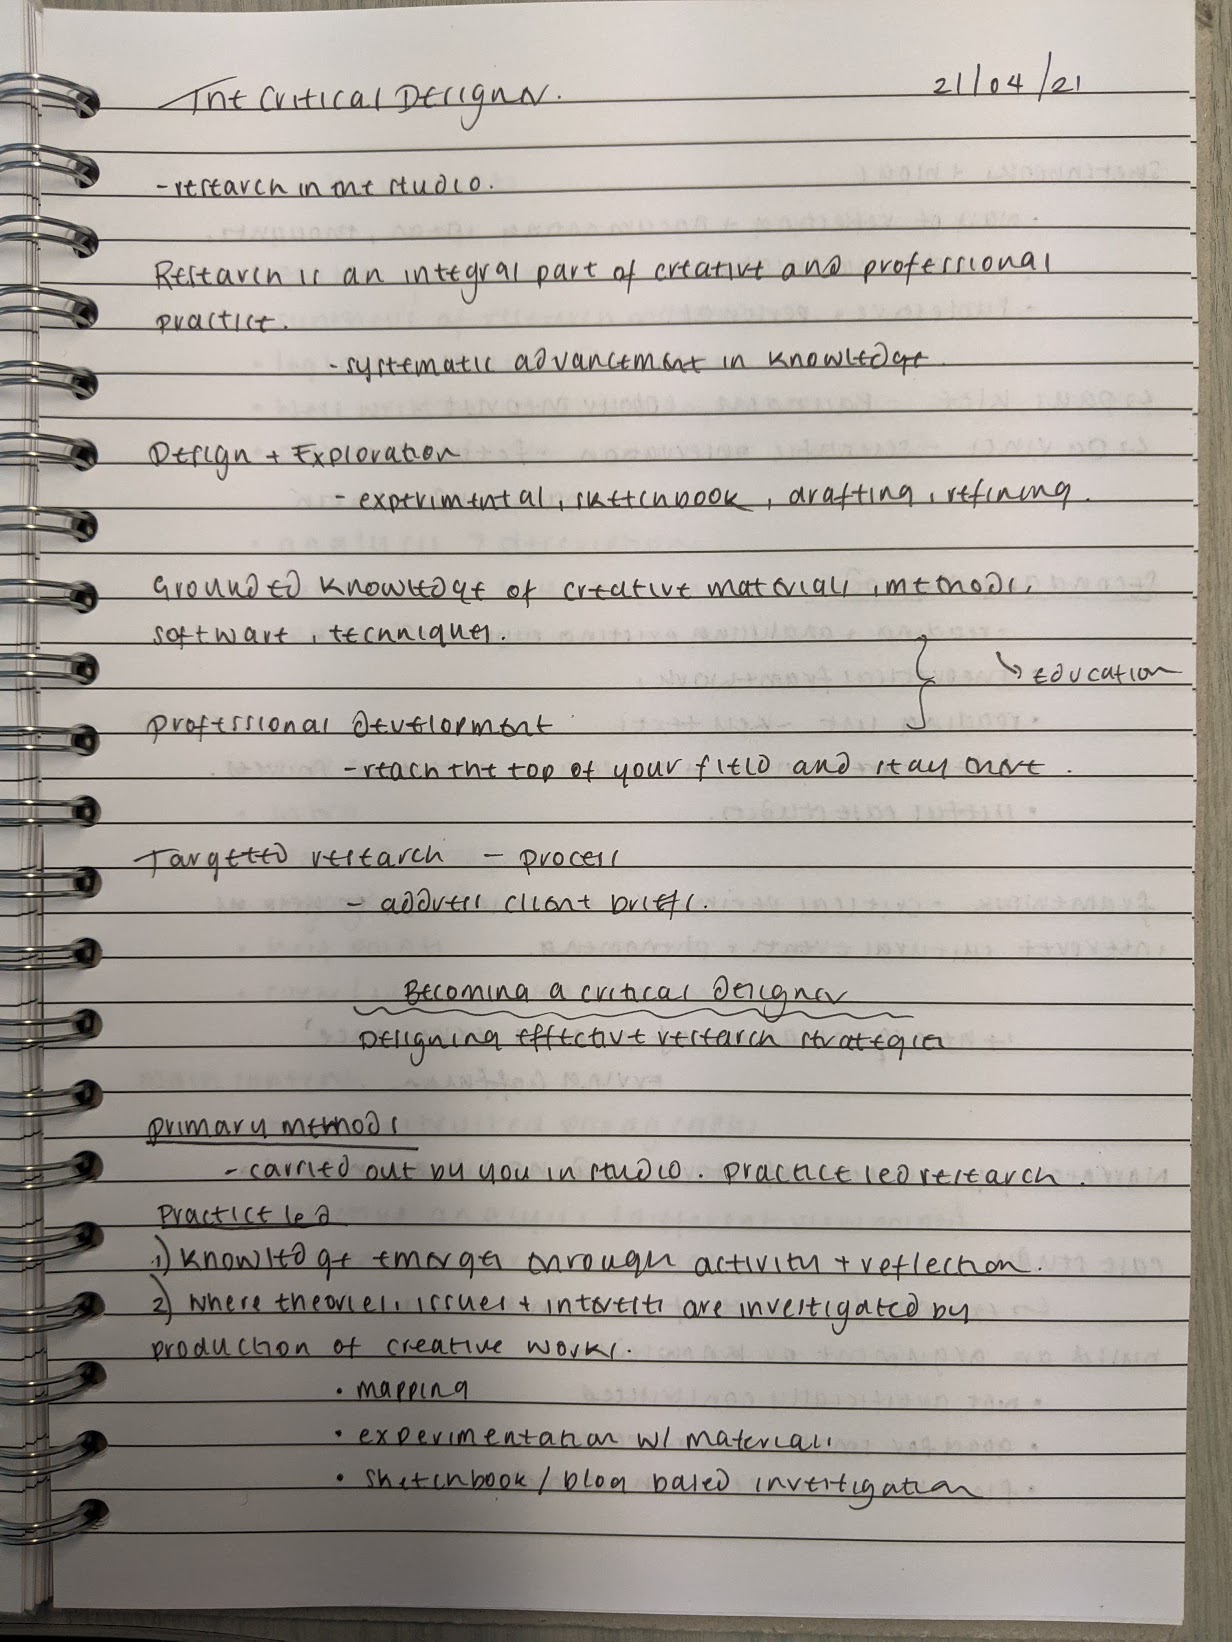 The Critical Designer. 21/04/21
- research in the studio.
Research is an integral part of creative and professional
practice.
- systematic advancement in knowledge.
Design + Exploration
- experimental, sketchbook, drafting, refining.
Grounded knowledge of creative materials, methods,
software, techniques.
↳ education
professional development
- reach the top of your field and stay there.
Targeted research - process
- address client briefs.
Becoming a critical designer
Designing effective research strategies
primary methods
- carried out by you in studio. practice led research.
Practice led
1) knowledge emerges through activity + reflection.
2) where theories, issues + interests are investigated by
production of creative works.
• mapping
• experimentation w/ materials
• sketchbook / blog based investigation